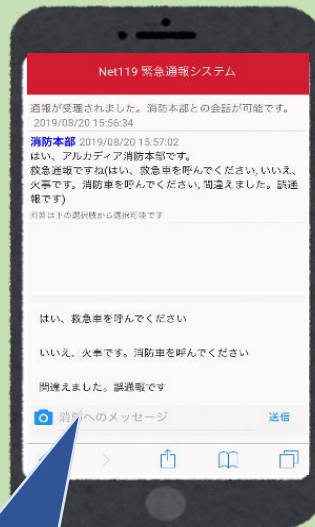 Net119 緊急通報システム
通報が受理されました。消防本部との会話が可能です。
2019/08/20 15:56:34
消防本部 2019/08/20 15:57:02
はい、アルカディア消防本部です。
救急通報ですね(はい、救急車を呼んでください, いいえ、
火事です。消防車を呼んでください, 間違えました。誤通
報です)
回答は下の選択肢から選択可能です
はい、救急車を呼んでください
いいえ、火事です。消防車を呼んでください
間違えました。誤通報です
消防へのメッセージ
送信